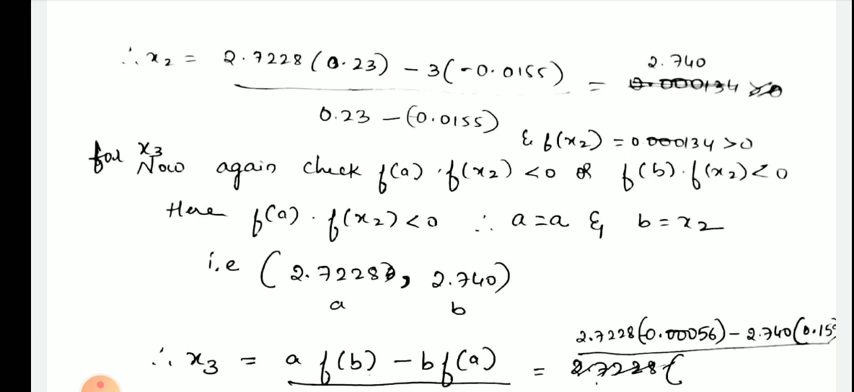 ∴ x₂ = 2.7228(0.23) - 3(-0.0155) / 0.23 - (-0.0155) = 2.740
& f(x₂) = 0.000134 > 0
for x₃
Now again check f(a)·f(x₂) < 0 or f(b)·f(x₂) < 0
Here f(a)·f(x₂) < 0 ∴ a = a & b = x₂
i.e (2.7228, 2.740)
a b
∴ x₃ = a f(b) - b f(a) = 2.7228(0.00056) - 2.740(0.15